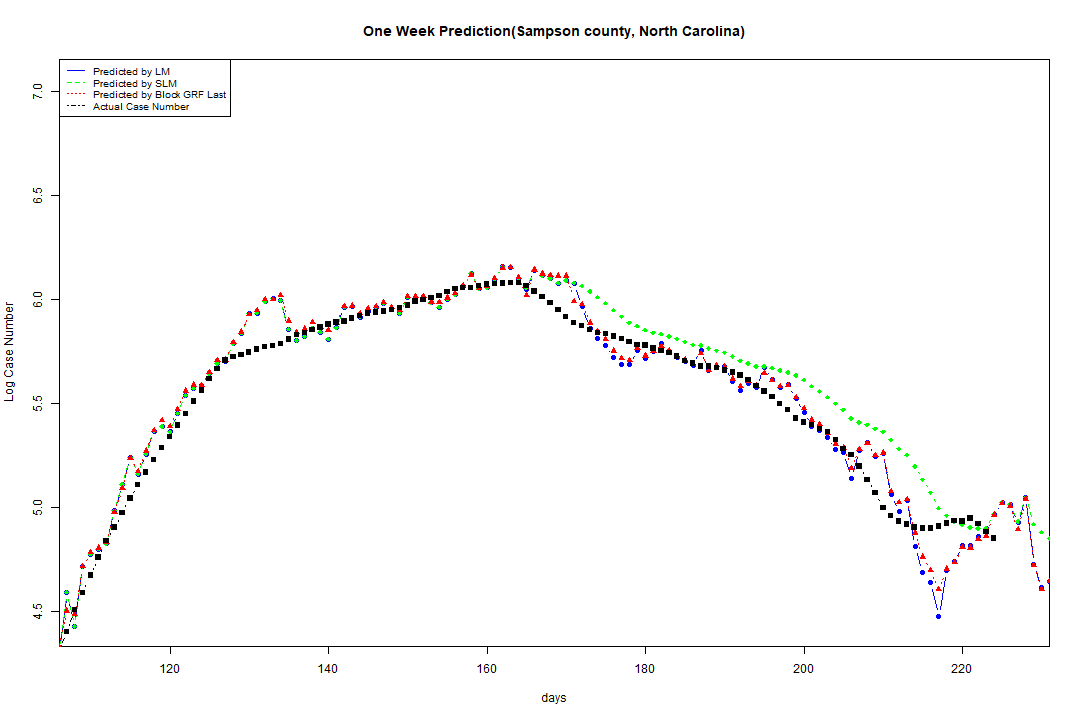 One Week Prediction(Sampson county, North Carolina)
Predicted by LM
Predicted by SLM
Predicted by Block GRF Last
Actual Case Number
7.0
6.5
6.0
5.5
5.0
4.5
Log Case Number
120 140 160 180 200 220
days